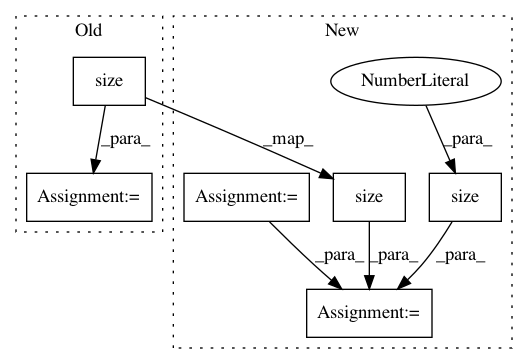 Old
New
size
NumberLiteral
_para_
_map_
_para_
Assignment:=
Assignment:=
size
size
_para_
_para_
_para_
Assignment:=